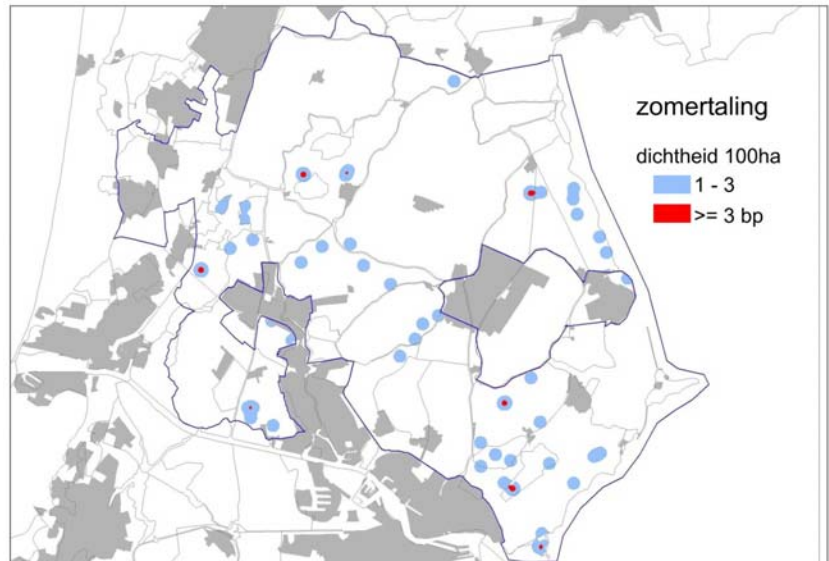 zomertaling
dichtheid 100ha
1 - 3
>= 3 bp